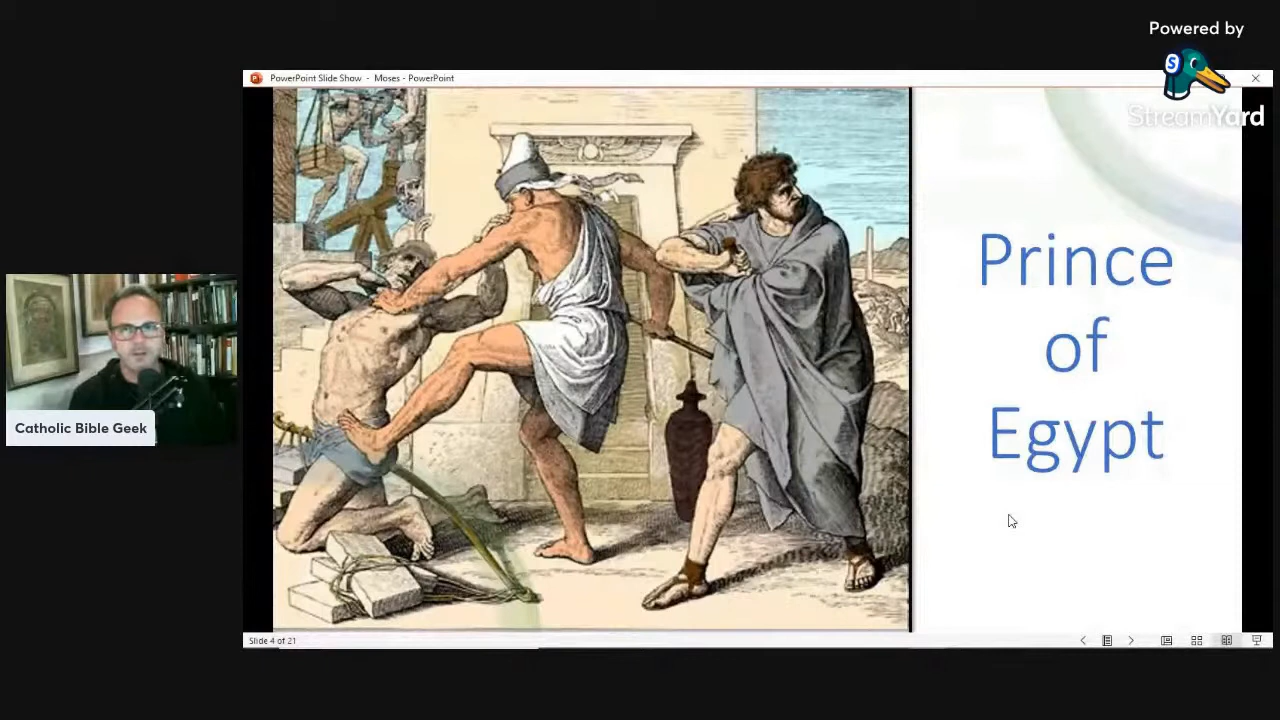 Powered by
StreamYard
PowerPoint Slide Show - Moses - PowerPoint
Prince
of
Egypt
Catholic Bible Geek
Slide 4 of 21